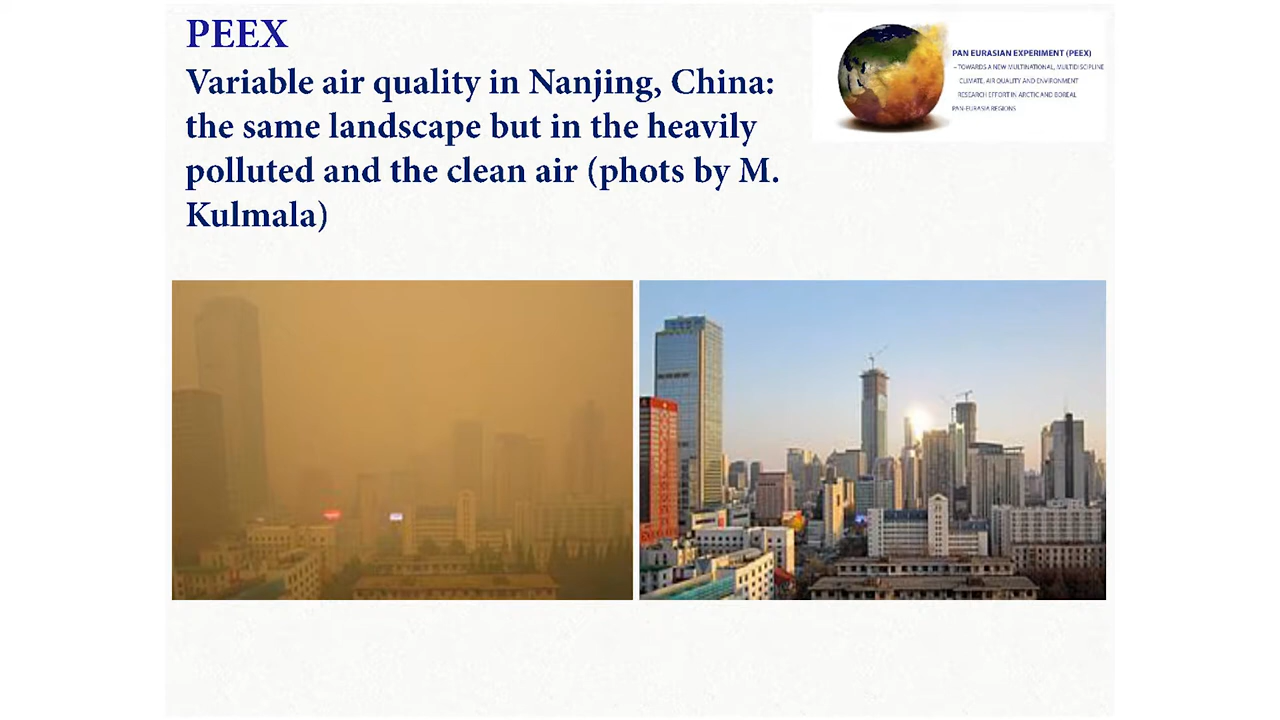 PEEX
Variable air quality in Nanjing, China:
the same landscape but in the heavily
polluted and the clean air (phots by M.
Kulmala)
PAN EURASIAN EXPERIMENT (PEEX)
– TOWARDS A NEW MULTINATIONAL, MULTIDISCIPLINE
CLIMATE, AIR QUALITY AND ENVIRONMENT
RESEARCH EFFORT IN ARCTIC AND BOREAL
PAN-EURASIA REGIONS